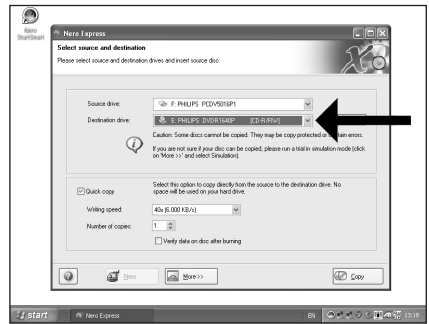 Nero
StartSmart
Nero Express
Select source and destination
Please select source and destination drives and insert source disc.
Source drive:
F: PHILIPS PCDV5016P1
Destination drive:
E: PHILIPS DVDR1640P [CD-R/RW]
Caution: Some discs cannot be copied. They may be copy protected or contain errors.
If you are not sure if your disc can be copied, please run a trial in simulation mode (click
on 'More >>' and select Simulation).
Quick copy
Select this option to copy directly from the source to the destination drive. No
space will be used on your hard drive.
Writing speed:
40x (6.000 KB/s)
Number of copies:
1
Verify data on disc after burning
Nero
More >>
Copy
start
Nero Express
EN
13:18